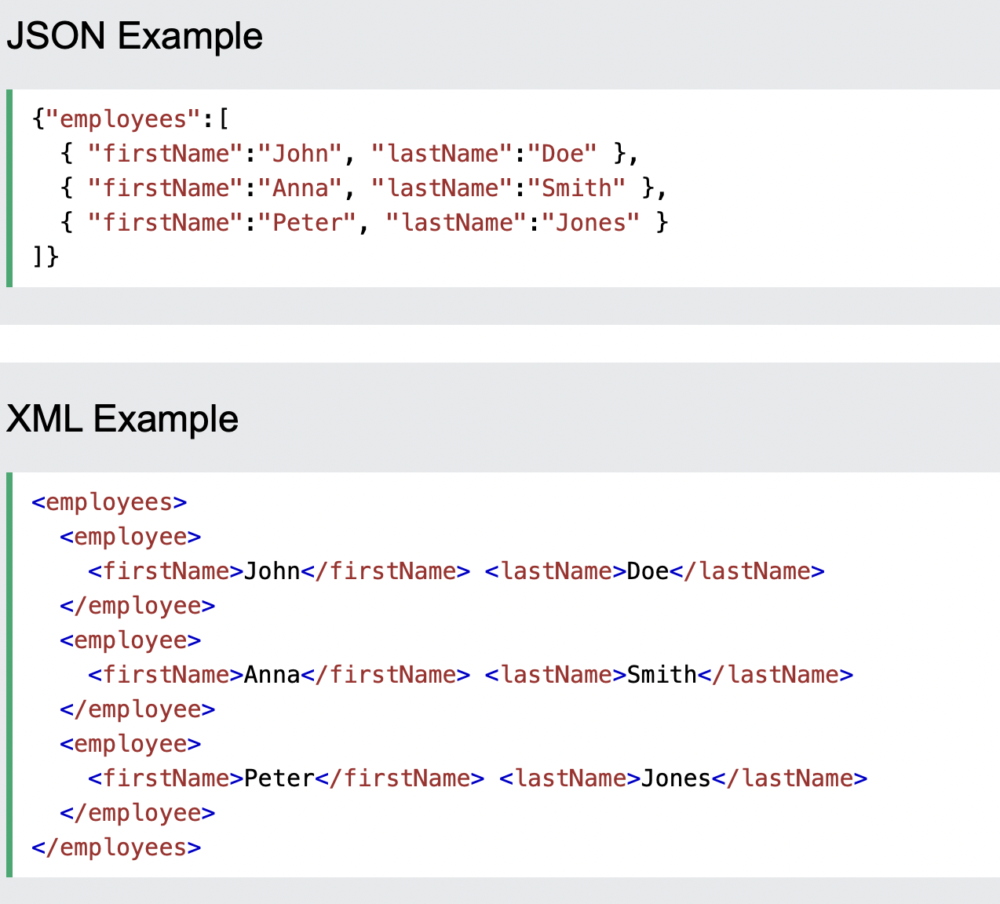 JSON Example
{"employees":[
  { "firstName":"John", "lastName":"Doe" },
  { "firstName":"Anna", "lastName":"Smith" },
  { "firstName":"Peter", "lastName":"Jones" }
]}
XML Example
<employees>
  <employee>
    <firstName>John</firstName> <lastName>Doe</lastName>
  </employee>
  <employee>
    <firstName>Anna</firstName> <lastName>Smith</lastName>
  </employee>
  <employee>
    <firstName>Peter</firstName> <lastName>Jones</lastName>
  </employee>
</employees>